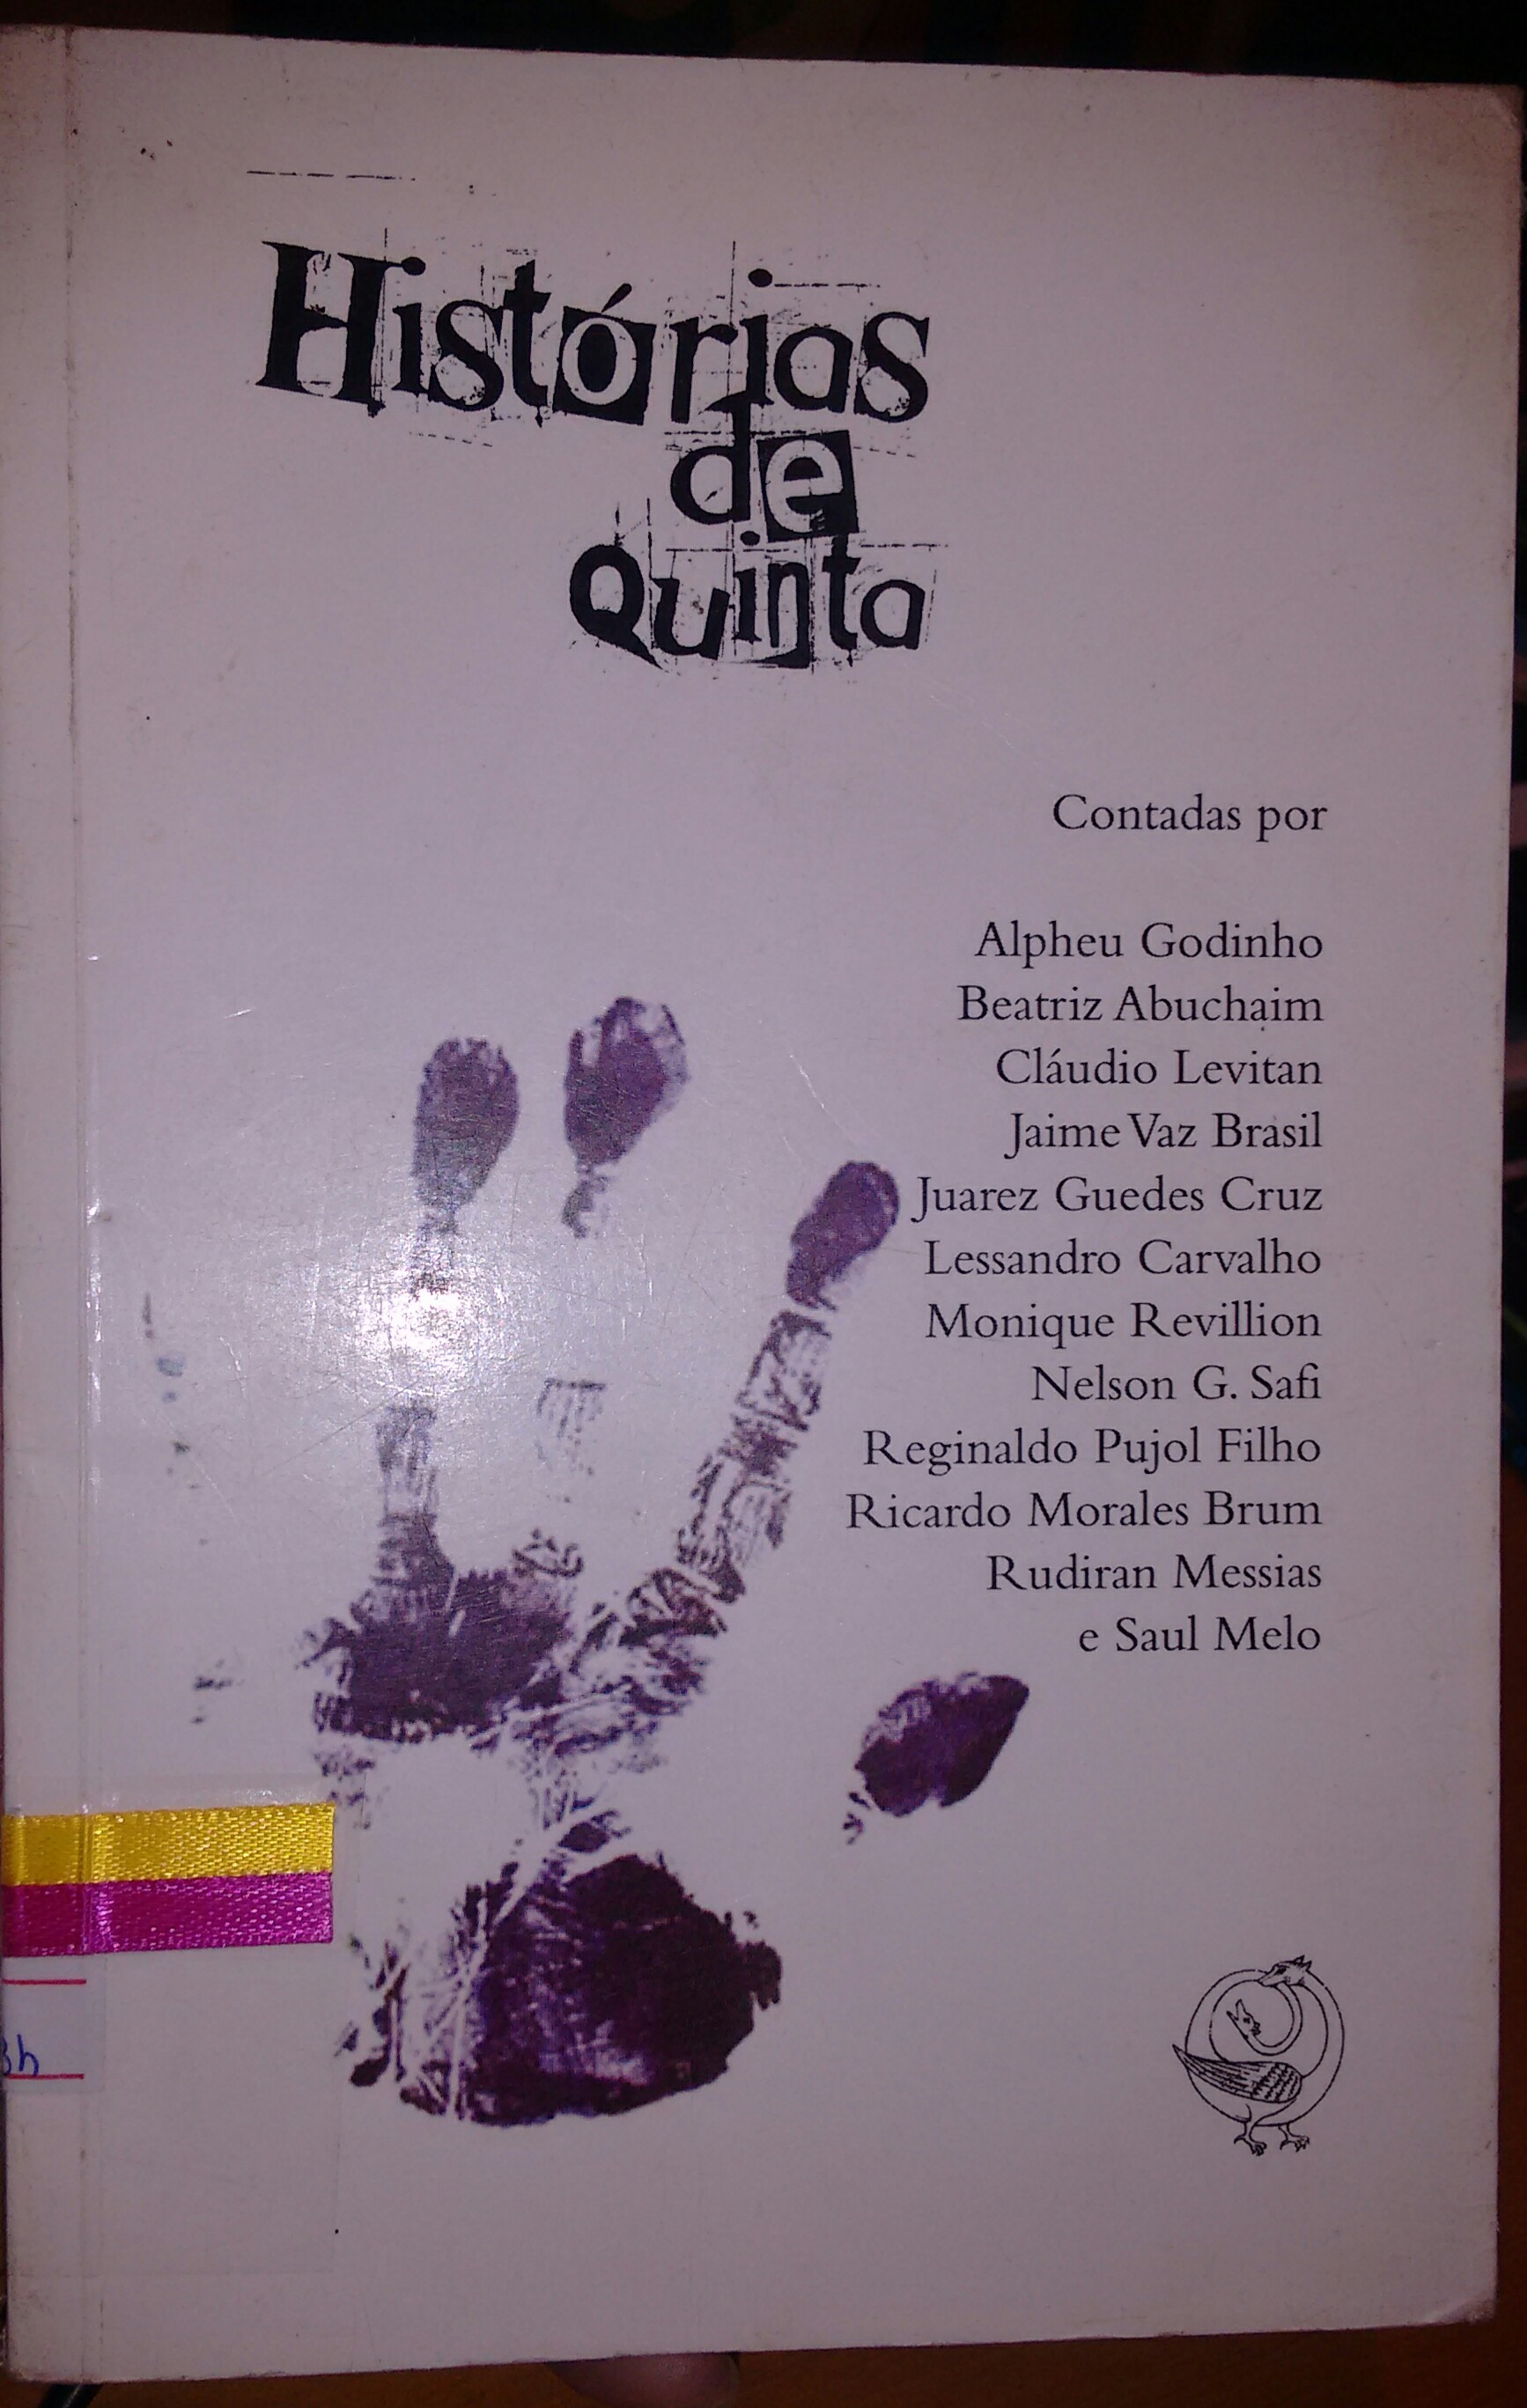 Histórias
de
Quinta
Contadas por
Alpheu Godinho
Beatriz Abuchaim
Cláudio Levitan
Jaime Vaz Brasil
Juarez Guedes Cruz
Lessandro Carvalho
Monique Revillion
Nelson G. Safi
Reginaldo Pujol Filho
Ricardo Morales Brum
Rudiran Messias
e Saul Melo